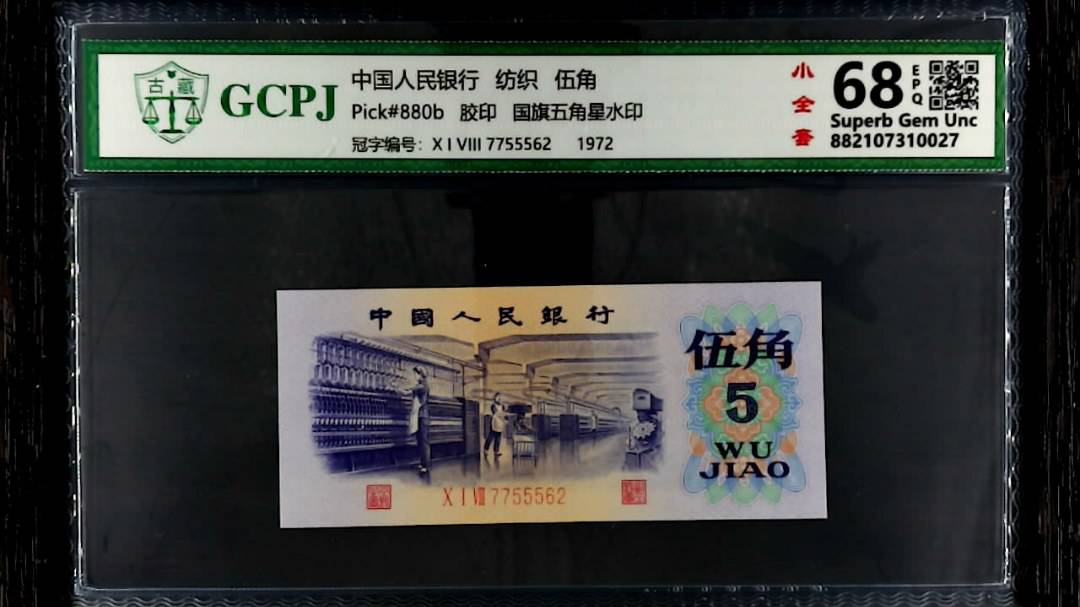 古藏
GCPJ
中国人民银行 纺织 伍角
Pick#880b 胶印 国旗五角星水印
冠字编号: X I VIII 7755562 1972
小全套
68
EPQ
Superb Gem Unc
882107310027
中國人民銀行
伍角
5
WU
JIAO
X I VIII 7755562